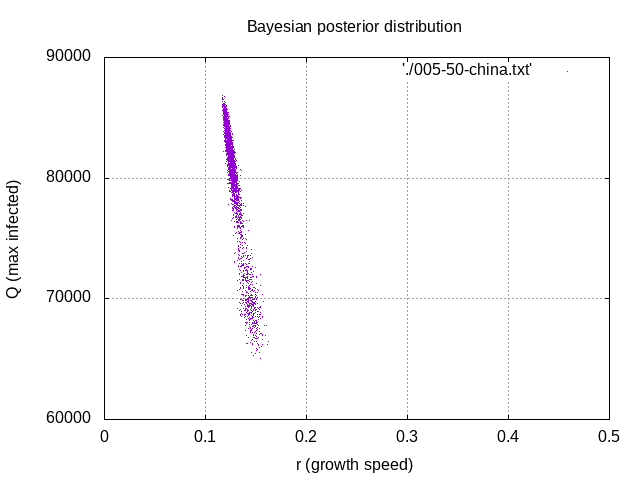 Bayesian posterior distribution
90000
'./005-50-china.txt'
80000
Q (max infected)
70000
60000
0 0.1 0.2 0.3 0.4 0.5
r (growth speed)